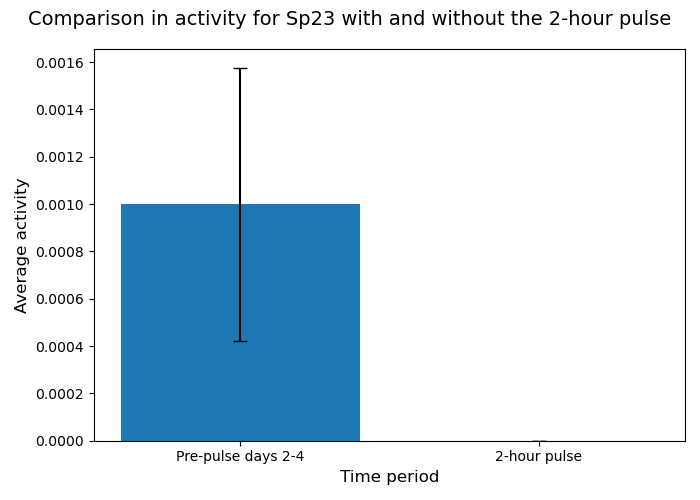 Comparison in activity for Sp23 with and without the 2-hour pulse
0.0016
0.0014
0.0012
0.0010
0.0008
0.0006
0.0004
0.0002
0.0000
Average activity
Pre-pulse days 2-4
2-hour pulse
Time period